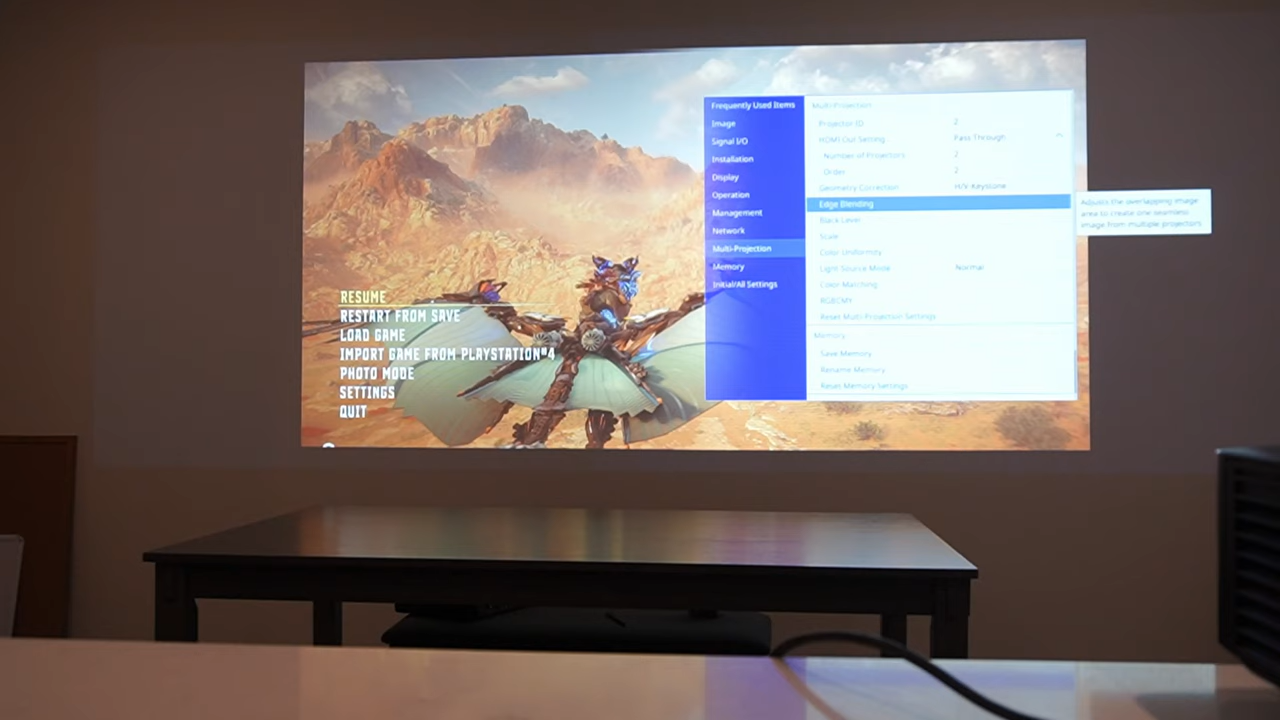 RESUME
RESTART FROM SAVE
LOAD GAME
IMPORT GAME FROM PLAYSTATION®4
PHOTO MODE
SETTINGS
QUIT
Frequently Used Items
Image
Signal I/O
Installation
Display
Operation
Management
Network
Multi-Projection
Memory
Initial/All Settings
Multi-Projection
Projector ID 2
HDMI Out Setting Pass Through
Number of Projectors 2
Order 2
Geometry Correction H/V Keystone
Edge Blending
Black Level
Scale
Color Uniformity
Light Source Mode Normal
Color Matching
RGBCMY
Reset Multi-Projection Settings
Memory
Save Memory
Rename Memory
Reset Memory Settings
Adjusts the overlapping image
area to create one seamless
image from multiple projectors.